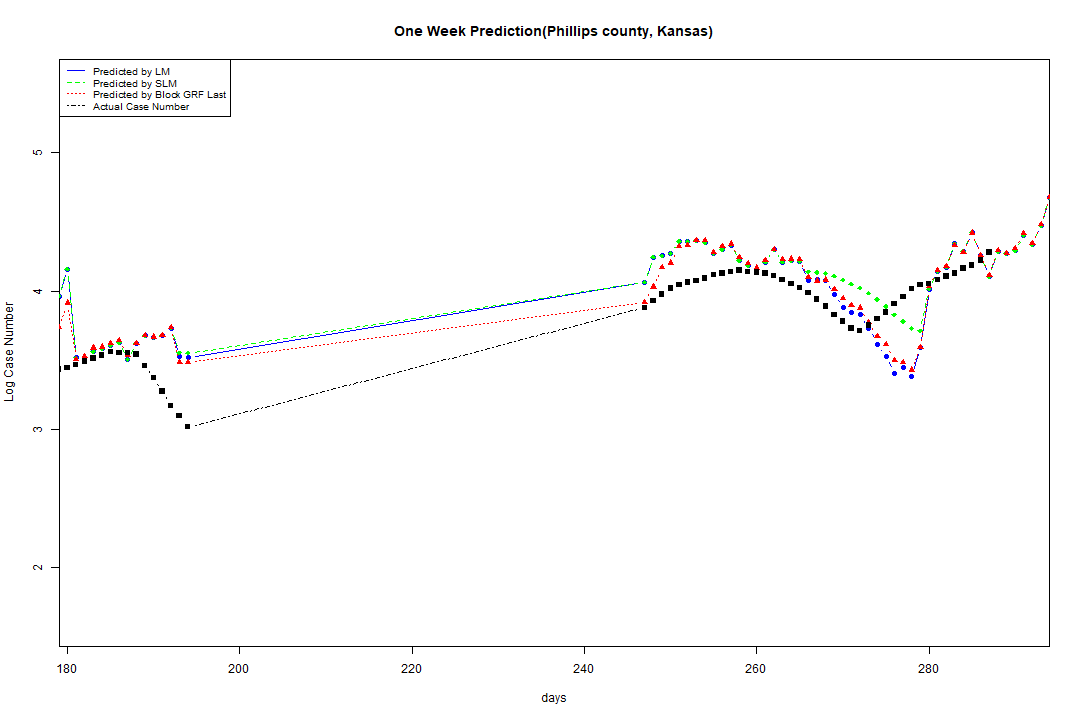 One Week Prediction(Phillips county, Kansas)
Predicted by LM
Predicted by SLM
Predicted by Block GRF Last
Actual Case Number
5
4
3
2
Log Case Number
180 200 220 240 260 280
days